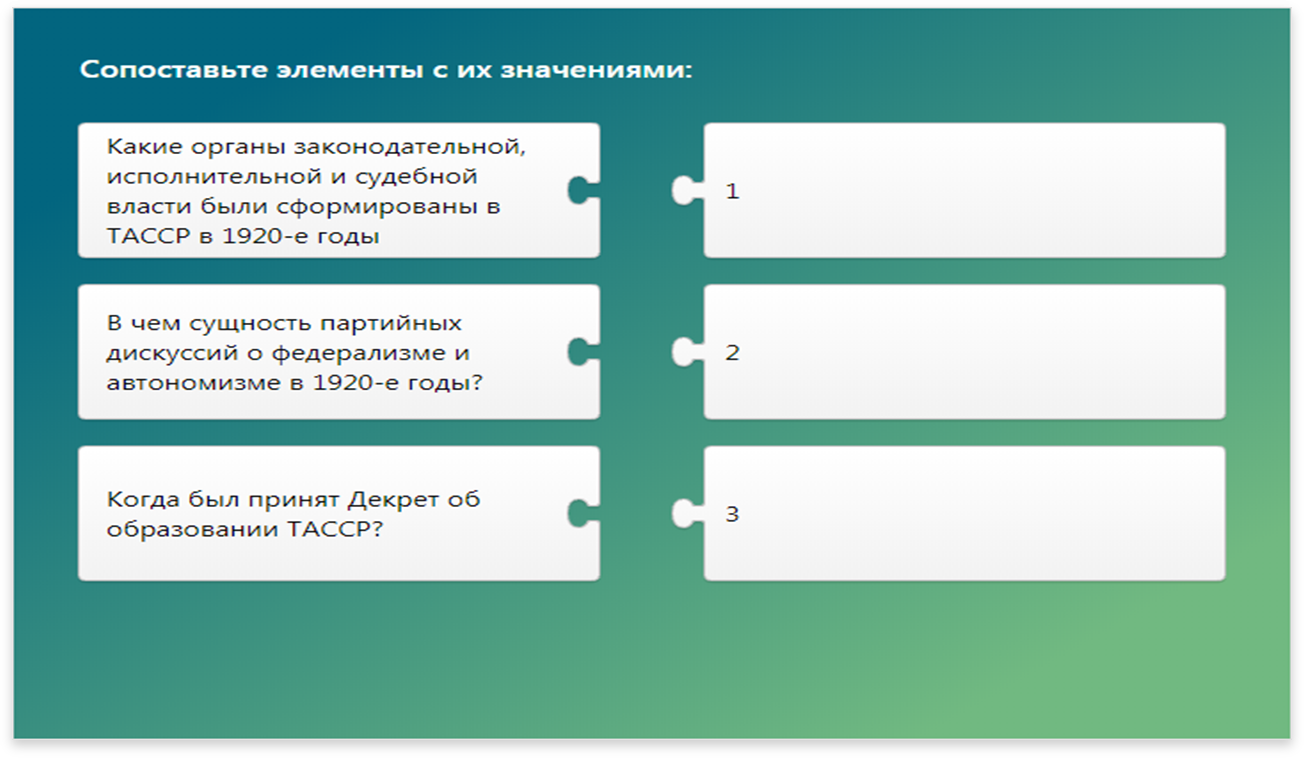 Сопоставьте элементы с их значениями:
Какие органы законодательной,
исполнительной и судебной
власти были сформированы в
ТАССР в 1920-е годы
1
В чем сущность партийных
дискуссий о федерализме и
автономизме в 1920-е годы?
2
Когда был принят Декрет об
образовании ТАССР?
3